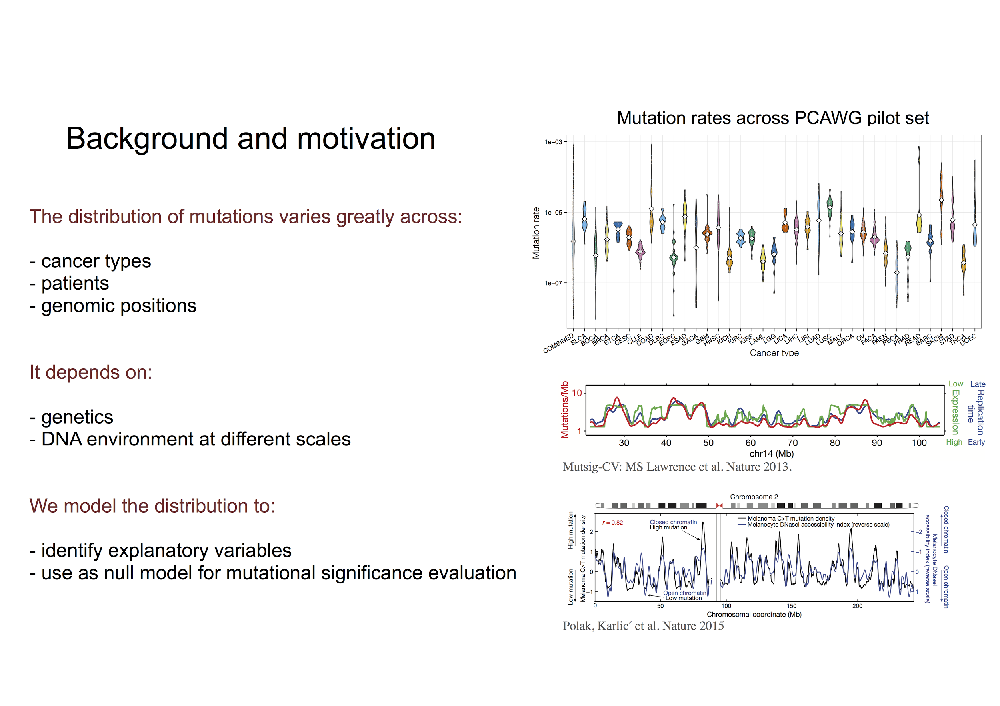 Background and motivation
The distribution of mutations varies greatly across:
- cancer types
- patients
- genomic positions
It depends on:
- genetics
- DNA environment at different scales
We model the distribution to:
- identify explanatory variables
- use as null model for mutational significance evaluation
Mutation rates across PCAWG pilot set
1e−03
1e−05
1e−07
Mutation rate
COMBINED
BLCA
BOCA
BRCA
BTCA
CESC
CLLE
COAD
DLBC
EOPC
ESAD
GACA
GBM
HNSC
KICH
KIRC
KIRP
LAML
LGG
LICA
LIHC
LIRI
LUAD
LUSC
MALY
ORCA
OV
PACA
PAEN
PBCA
PRAD
READ
SARC
SKCM
STAD
THCA
UCEC
Cancer type
Mutations/Mb
10
1
Low
Expression
High
Late
Replication
time
Early
30 40 50 60 70 80 90 100
chr14 (Mb)
Mutsig-CV: MS Lawrence et al. Nature 2013.
Chromosome 2
High mutation
Low mutation
Melanoma C>T mutation density
2
1
0
−1
r = 0.82
Closed chromatin
High mutation
Melanoma C>T mutation density
Melanocyte DNaseI accessibility index (reverse scale)
Open chromatin
Low mutation
−2
−1
0
1
Melanocyte DNaseI
accessibility index (reverse scale)
Closed chromatin
Open chromatin
0 50 100 150 200
Chromosomal coordinate (Mb)
Polak, Karlic´ et al. Nature 2015